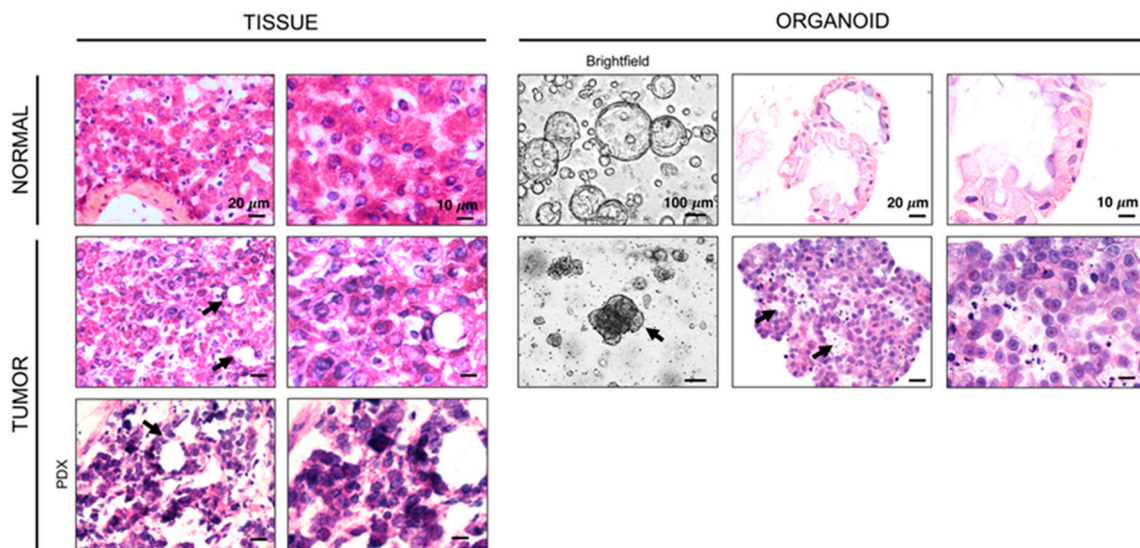 TISSUE
ORGANOID
Brightfield
NORMAL
20 μm
10 μm
100 μm
20 μm
10 μm
TUMOR
PDX